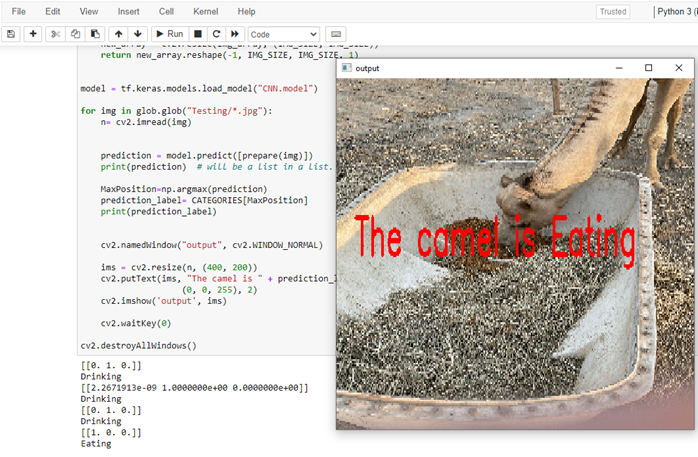 File Edit View Insert Cell Kernel Help Trusted Python 3 (i
Run Code
new_array = cv2.resize(img_array, (IMG_SIZE, IMG_SIZE))
return new_array.reshape(-1, IMG_SIZE, IMG_SIZE, 1)
model = tf.keras.models.load_model("CNN.model")
for img in glob.glob("Testing/*.jpg"):
n= cv2.imread(img)
prediction = model.predict([prepare(img)])
print(prediction) # will be a list in a list.
MaxPosition=np.argmax(prediction)
prediction_label= CATEGORIES[MaxPosition]
print(prediction_label)
cv2.namedWindow("output", cv2.WINDOW_NORMAL)
ims = cv2.resize(n, (400, 200))
cv2.putText(ims, "The camel is " + prediction_l
(0, 0, 255), 2)
cv2.imshow('output', ims)
cv2.waitKey(0)
cv2.destroyAllWindows()
[[0. 1. 0.]]
Drinking
[[2.2671913e-09 1.0000000e+00 0.0000000e+00]]
Drinking
[[0. 1. 0.]]
Drinking
[[1. 0. 0.]]
Eating
output
The camel is Eating